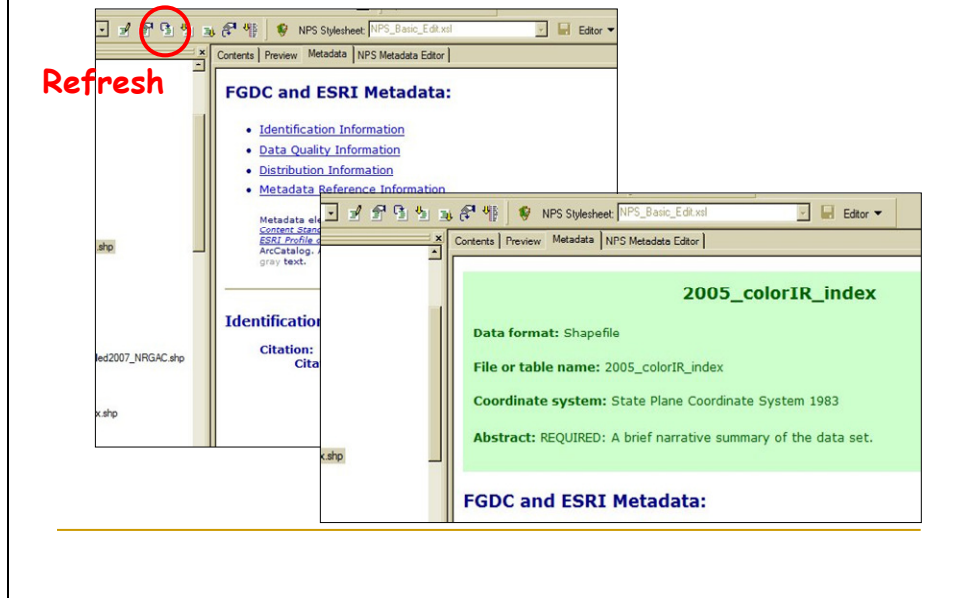 NPS Stylesheet: NPS_Basic_Edit.xsl Editor
Contents Preview Metadata NPS Metadata Editor
Refresh
FGDC and ESRI Metadata:
Identification Information
Data Quality Information
Distribution Information
Metadata Reference Information
Metadata ele
Content Stand
ESRI Profile o
ArcCatalog. A
gray text.
.shp
Identification
Citation:
Cita
led2007_NRGAC.shp
x.shp
NPS Stylesheet: NPS_Basic_Edit.xsl Editor
Contents Preview Metadata NPS Metadata Editor
2005_colorIR_index
Data format: Shapefile
File or table name: 2005_colorIR_index
Coordinate system: State Plane Coordinate System 1983
Abstract: REQUIRED: A brief narrative summary of the data set.
x.shp
FGDC and ESRI Metadata: